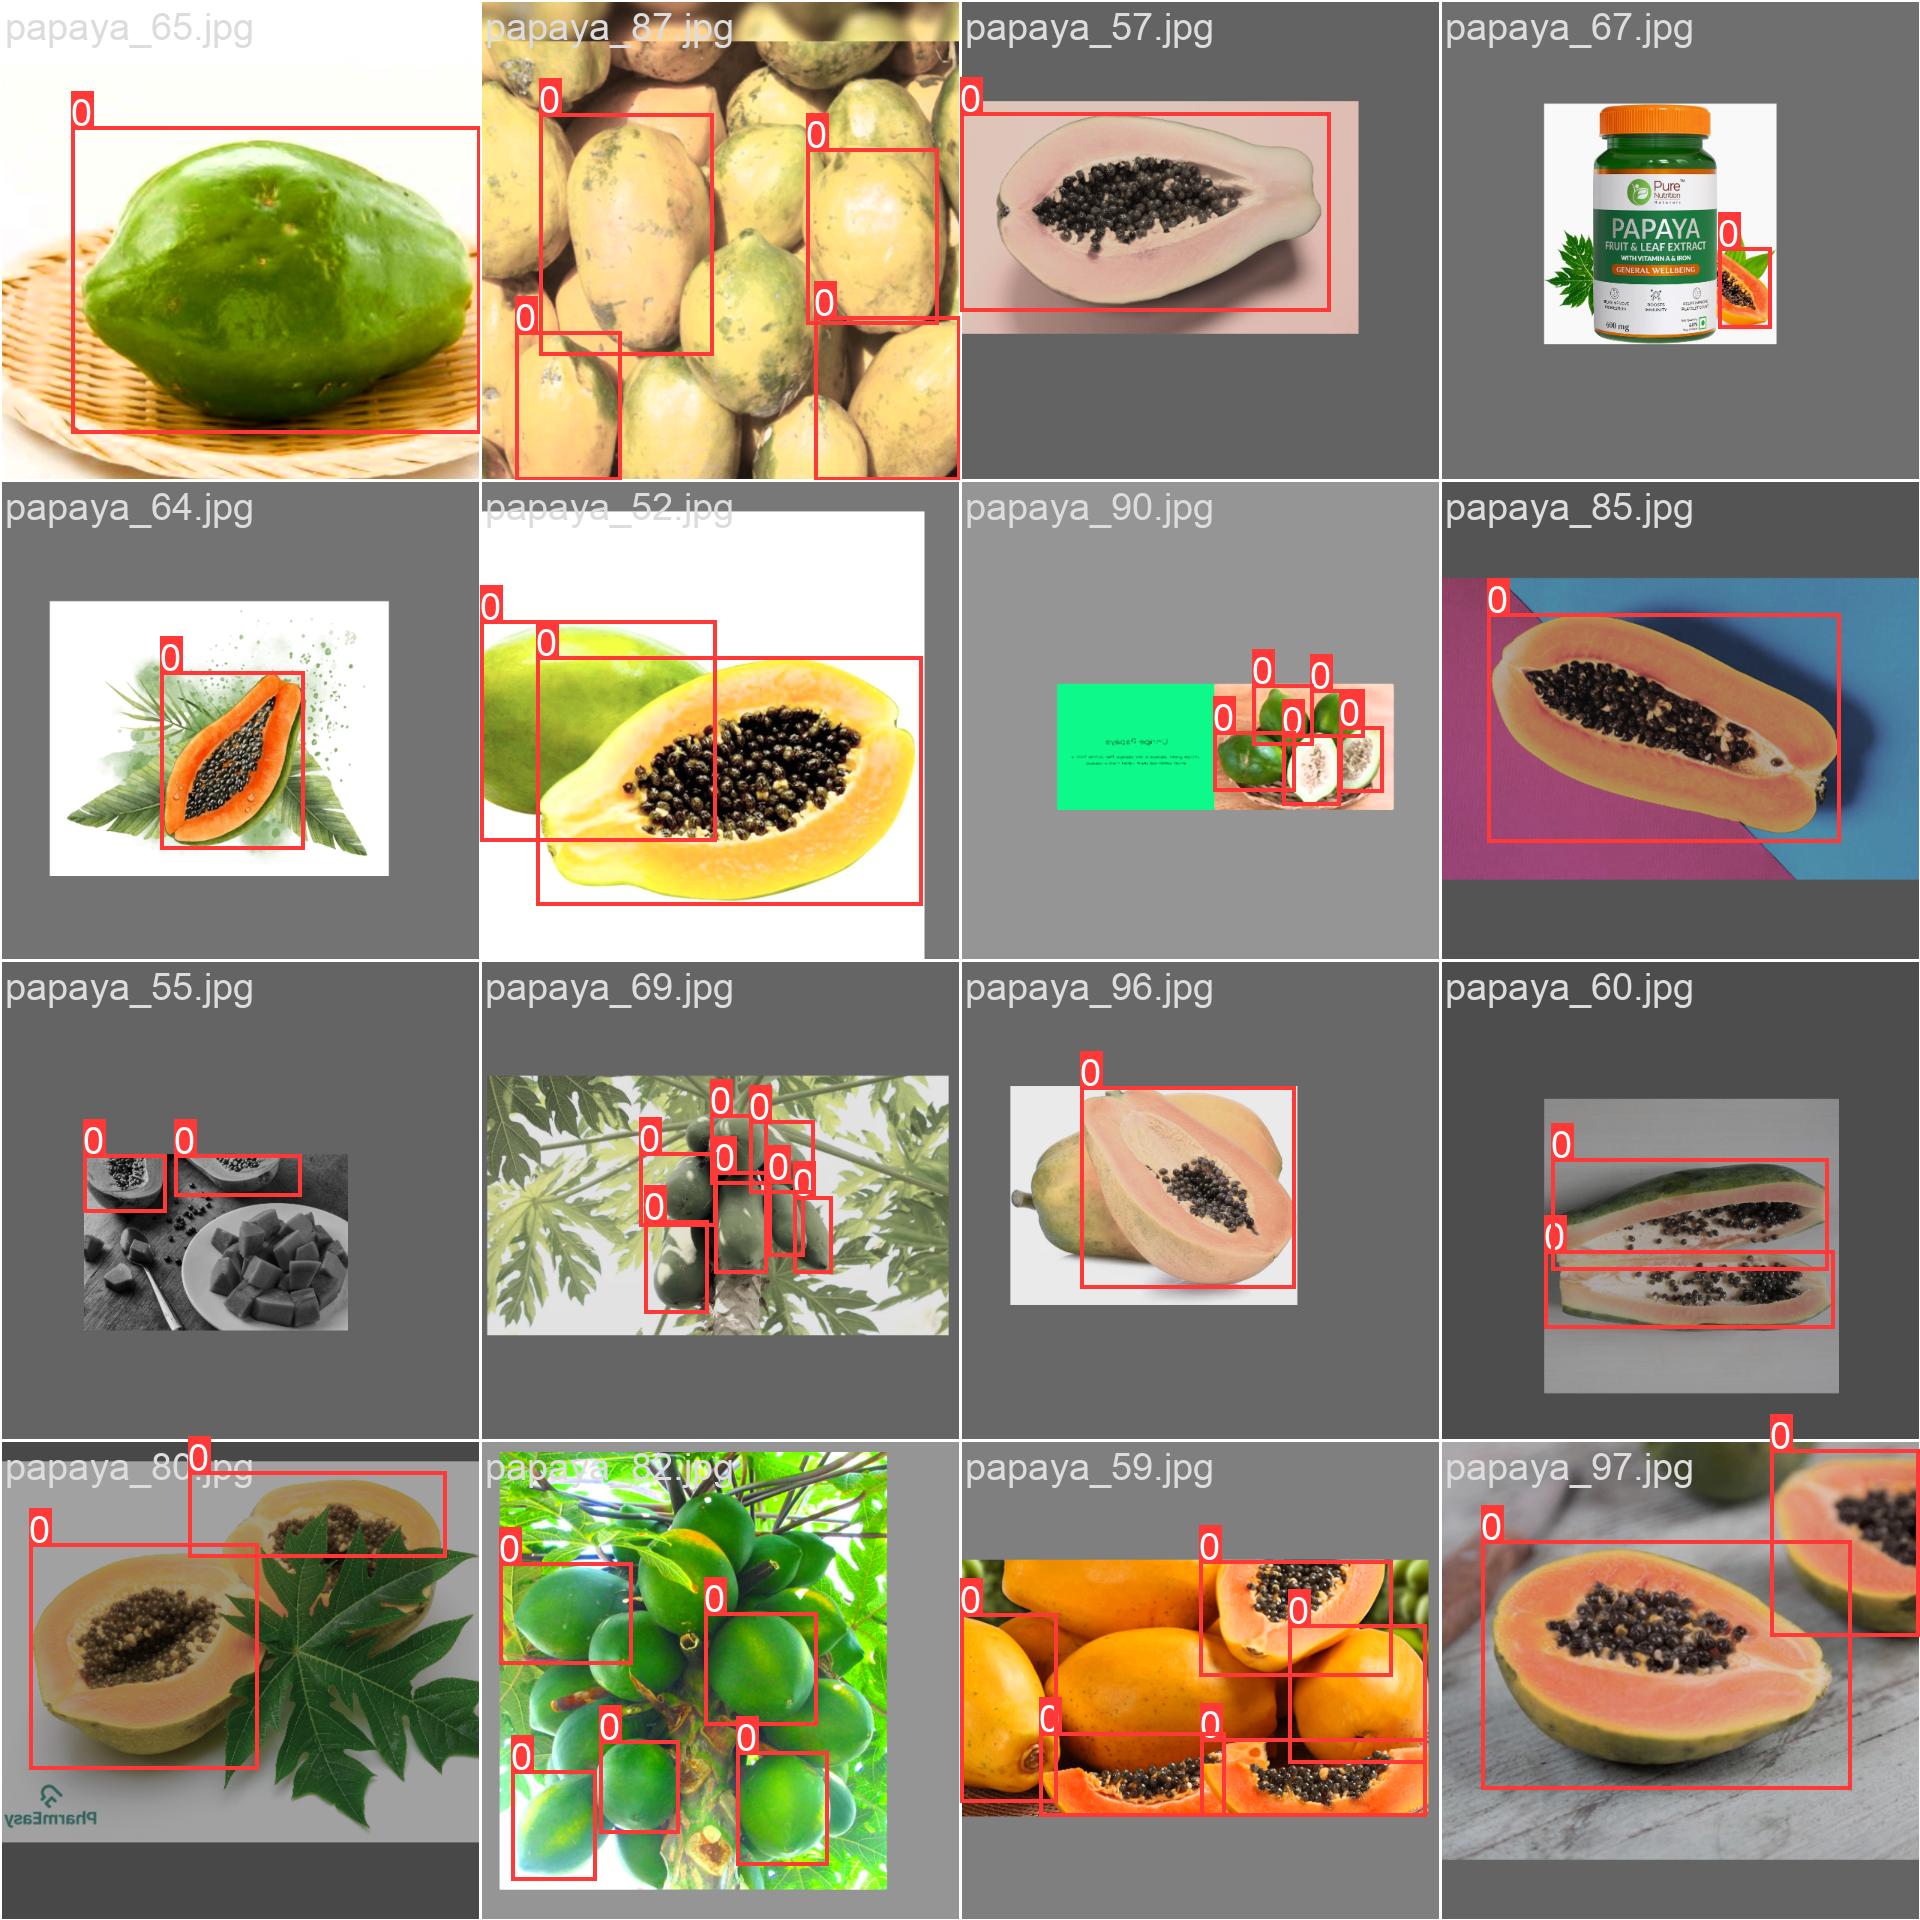 papaya_65.jpg
papaya_87.jpg
papaya_57.jpg
papaya_67.jpg
0
0
0
0
0
0
0
Pure
Nutrition
Naturals
PAPAYA
FRUIT & LEAF EXTRACT
WITH VITAMIN A & IRON
GENERAL WELLBEING
600 mg
papaya_64.jpg
papaya_52.jpg
papaya_90.jpg
papaya_85.jpg
0
0
0
0
0
0
0
0
0
Unripe Papaya
papaya_55.jpg
papaya_69.jpg
papaya_96.jpg
papaya_60.jpg
0
0
0
0
0
0
0
0
0
0
0
0
papaya_80.jpg
papaya_82.jpg
papaya_59.jpg
papaya_97.jpg
0
0
0
0
0
0
0
0
0
0
0
0
0
0
PharmEasy